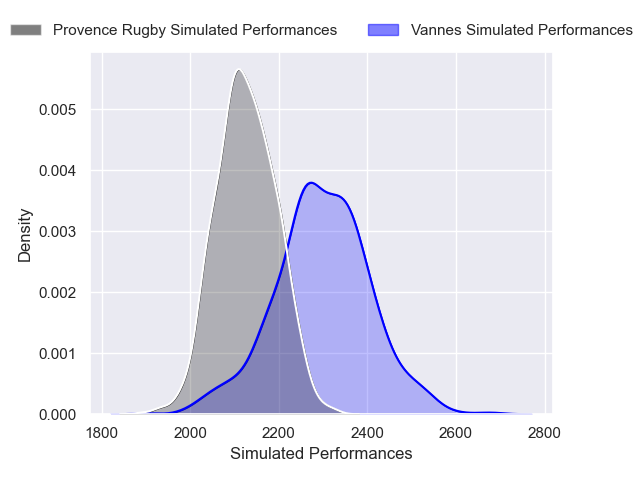 Provence Rugby Simulated Performances Vannes Simulated Performances
0.005
0.004
0.003
0.002
0.001
0.000
Density
1800 2000 2200 2400 2600 2800
Simulated Performances